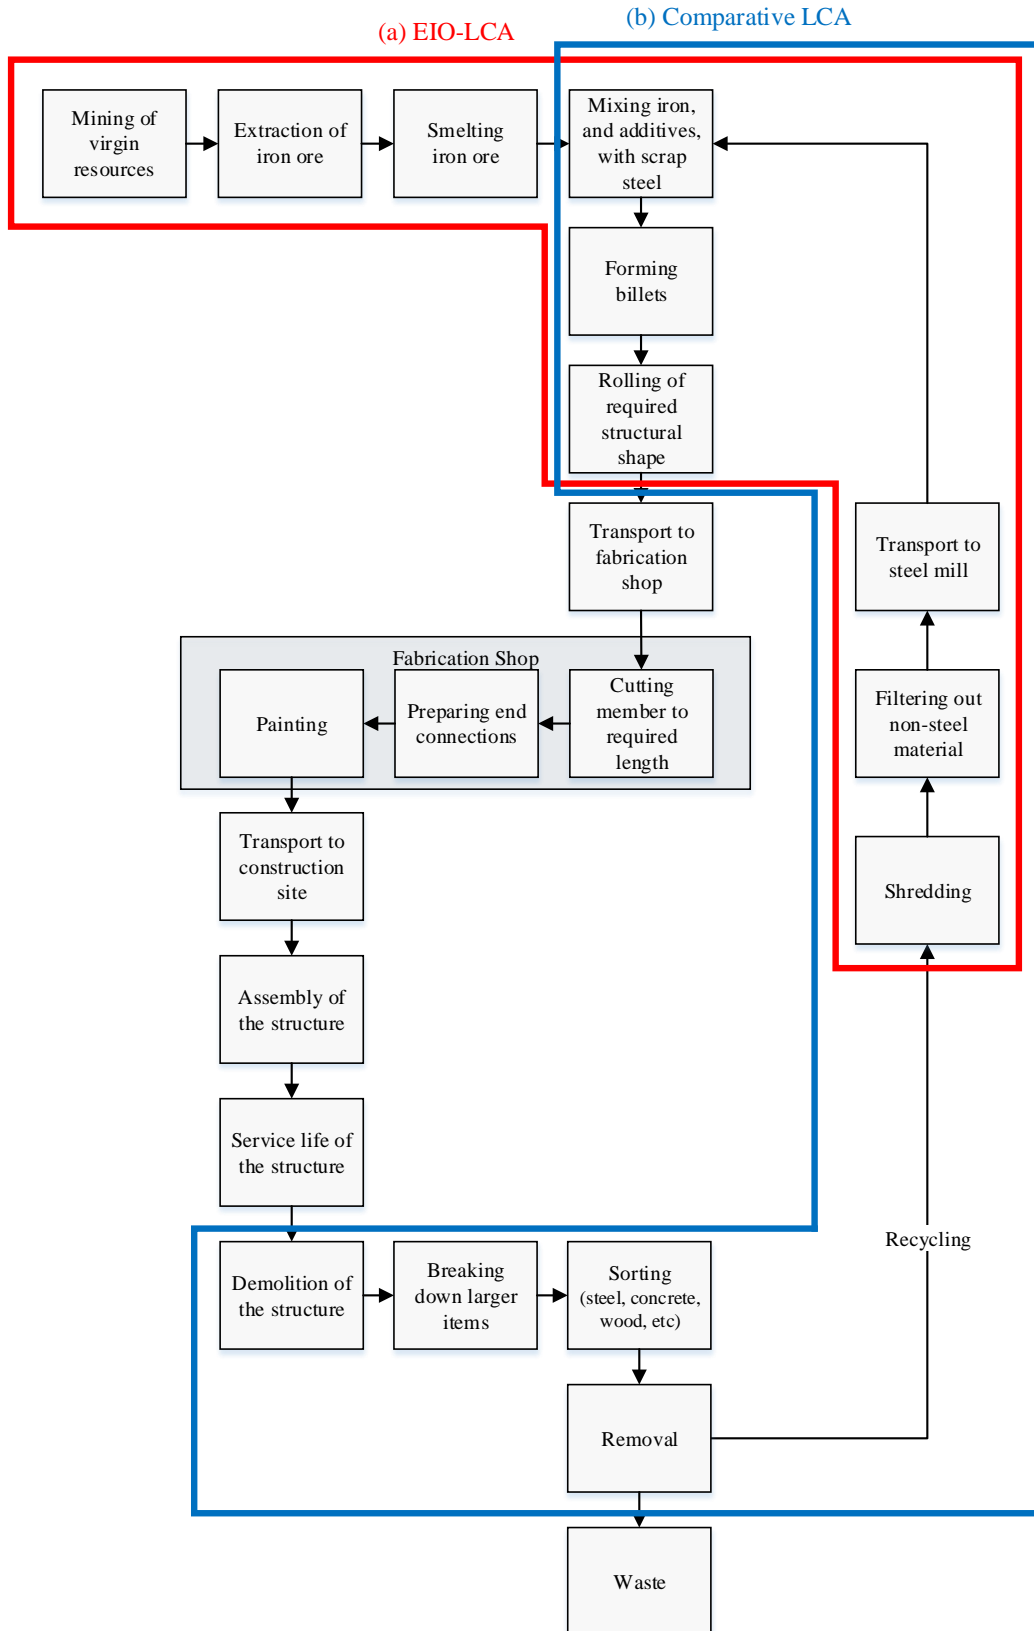 (a) EIO-LCA
(b) Comparative LCA
Mining of
virgin
resources
Extraction of
iron ore
Smelting
iron ore
Mixing iron,
and additives,
with scrap
steel
Forming
billets
Rolling of
required
structural
shape
Transport to
fabrication
shop
Transport to
steel mill
Fabrication Shop
Painting
Preparing end
connections
Cutting
member to
required
length
Filtering out
non-steel
material
Transport to
construction
site
Shredding
Assembly of
the structure
Service life of
the structure
Recycling
Demolition of
the structure
Breaking
down larger
items
Sorting
(steel, concrete,
wood, etc)
Removal
Waste